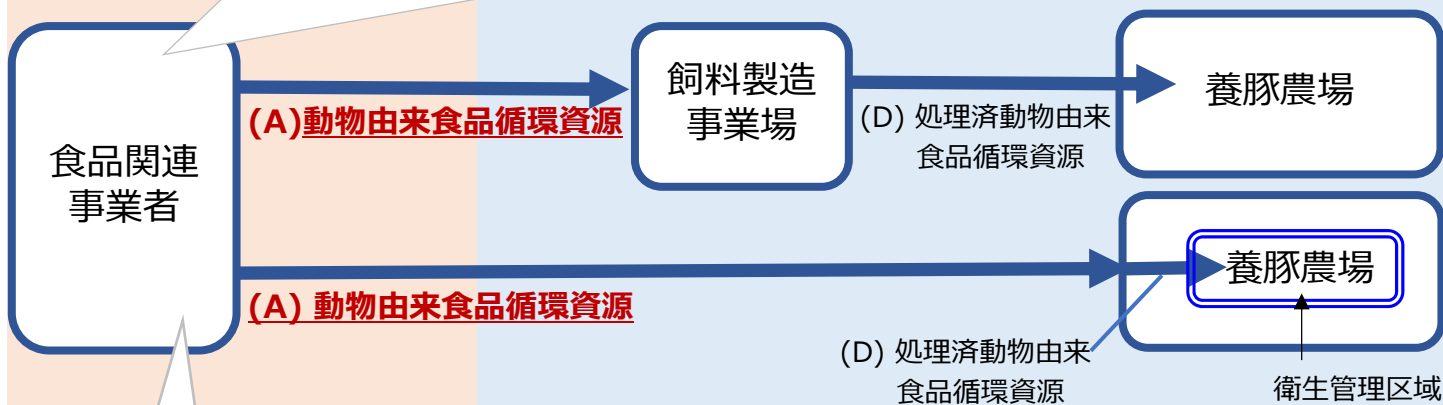 食品関連
事業者
(A)動物由来食品循環資源
飼料製造
事業場
(D) 処理済動物由来
食品循環資源
養豚農場
(A) 動物由来食品循環資源
養豚農場
(D) 処理済動物由来
食品循環資源
衛生管理区域